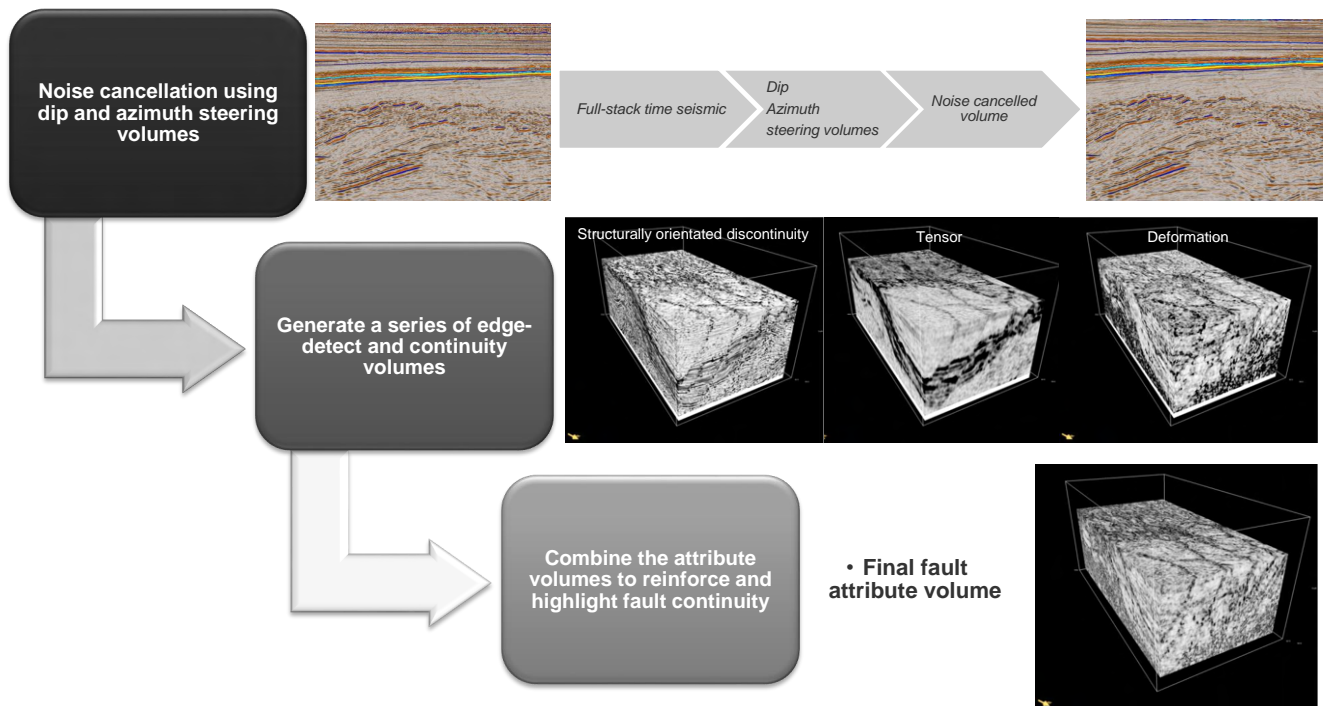 Noise cancellation using
dip and azimuth steering
volumes
Full-stack time seismic
Dip
Azimuth
steering volumes
Noise cancelled
volume
Generate a series of edge-
detect and continuity
volumes
Structurally orientated discontinuity
Tensor
Deformation
Combine the attribute
volumes to reinforce and
highlight fault continuity
• Final fault
attribute volume